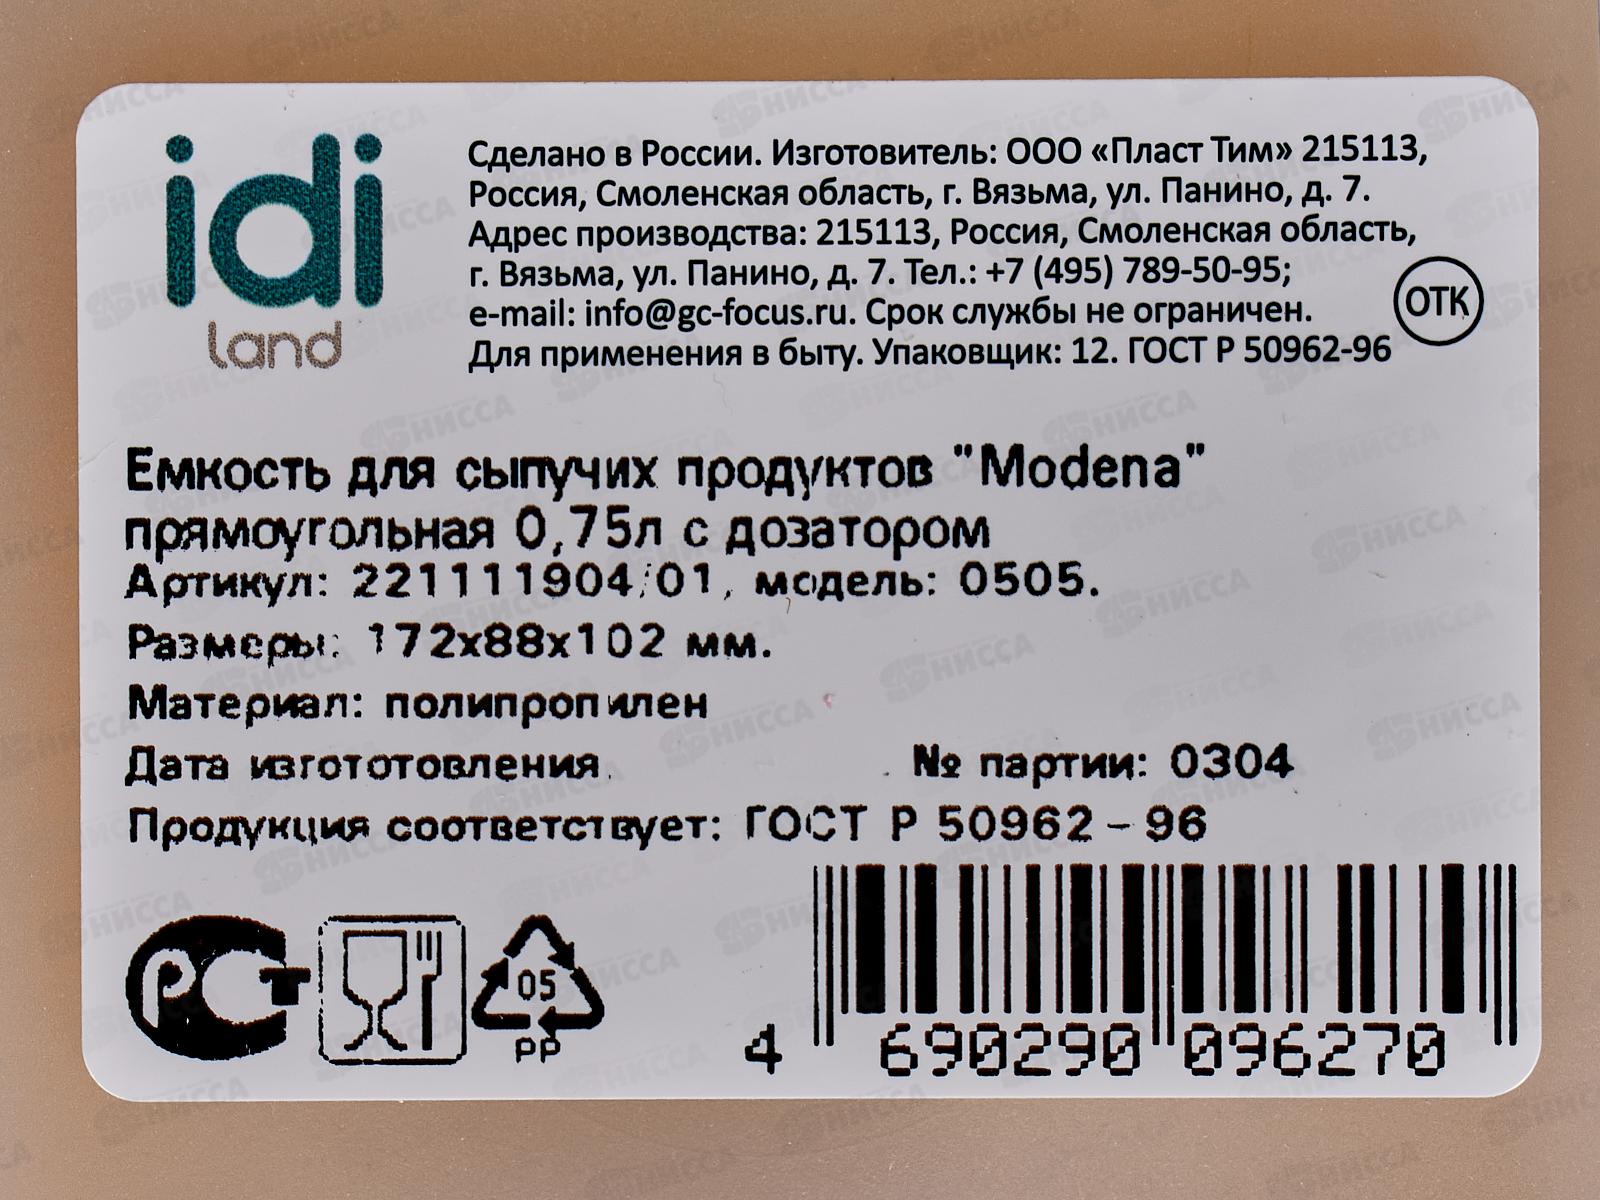 idi
land
Сделано в России. Изготовитель: ООО «Пласт Тим» 215113,
Россия, Смоленская область, г. Вязьма, ул. Панино, д. 7.
Адрес производства: 215113, Россия, Смоленская область,
г. Вязьма, ул. Панино, д. 7. Тел.: +7 (495) 789-50-95;
e-mail: info@gc-focus.ru. Срок службы не ограничен.
Для применения в быту. Упаковщик: 12. ГОСТ Р 50962-96
ОТК
Емкость для сыпучих продуктов "Modena"
прямоугольная 0,75л с дозатором
Артикул: 221111904/01, модель: 0505.
Размеры: 172х88х102 мм.
Материал: полипропилен
Дата изгототовления. № партии: 0304
Продукция соответствует: ГОСТ Р 50962-96
РСТ
05
PP
4 690290 096270
НИССА